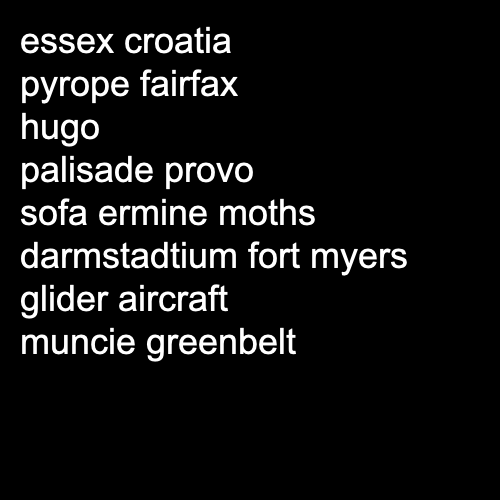 essex croatia
pyrope fairfax
hugo
palisade provo
sofa ermine moths
darmstadtium fort myers
glider aircraft
muncie greenbelt